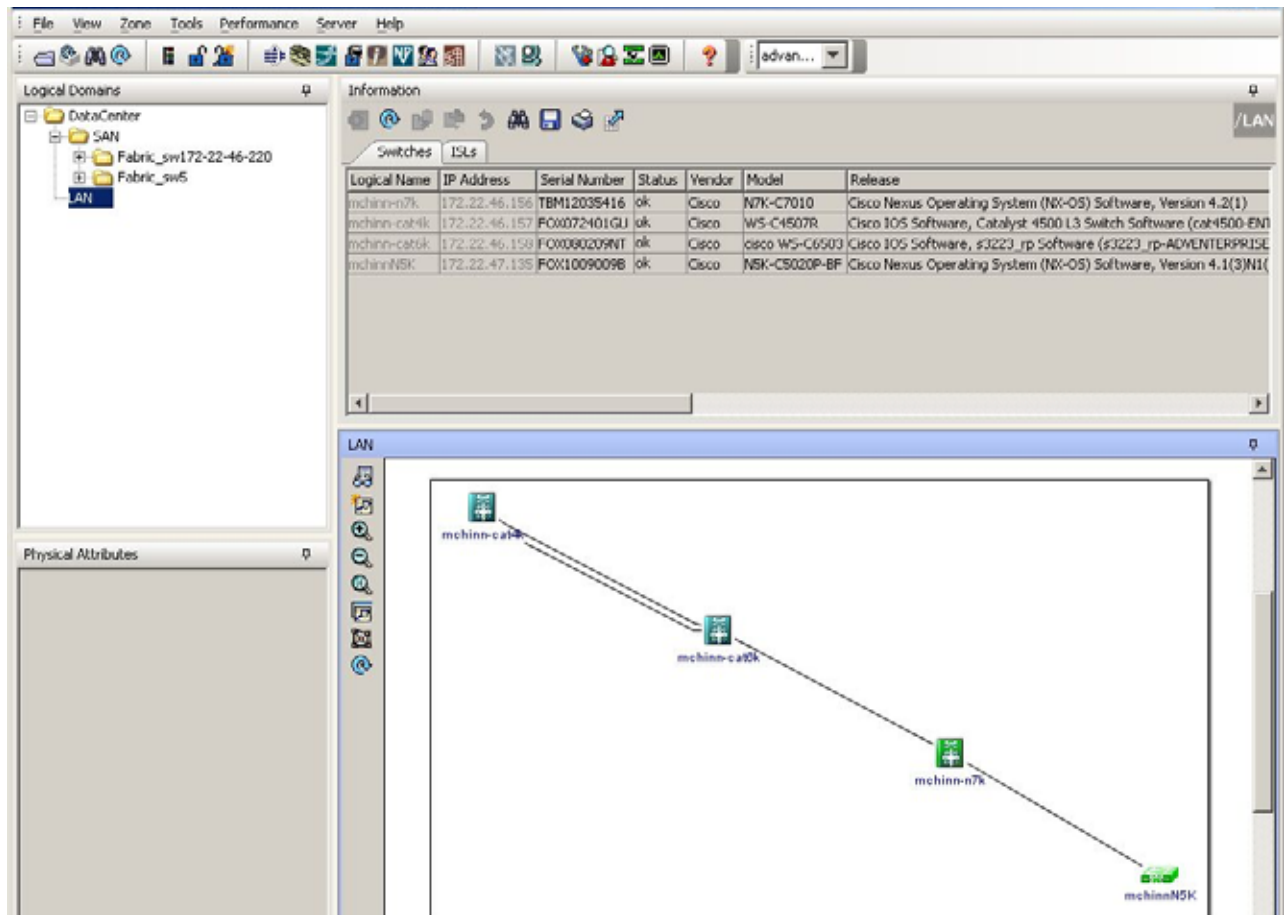 File View Zone Tools Performance Server Help
NP advan...
Logical Domains
DataCenter
SAN
Fabric_sw172-22-46-220
Fabric_sw5
LAN
Physical Attributes
Information
/LAN
Switches ISLs
Logical Name IP Address Serial Number Status Vendor Model Release
mchinn-n7k 172.22.46.156 TBM12035416 ok Cisco N7K-C7010 Cisco Nexus Operating System (NX-OS) Software, Version 4.2(1)
mchinn-cat4k 172.22.46.157 FOX072401GU ok Cisco WS-C4507R Cisco IOS Software, Catalyst 4500 L3 Switch Software (cat4500-ENT
mchinn-cat6k 172.22.46.158 FOX080209NT ok Cisco cisco WS-C6503 Cisco IOS Software, s3223_rp Software (s3223_rp-ADVENTERPRISE
mchinnN5K 172.22.47.135 FOX1009009B ok Cisco N5K-C5020P-BF Cisco Nexus Operating System (NX-OS) Software, Version 4.1(3)N1(
LAN
mchinn-cat4k
mchinn-cat6k
mchinn-n7k
mchinnN5K